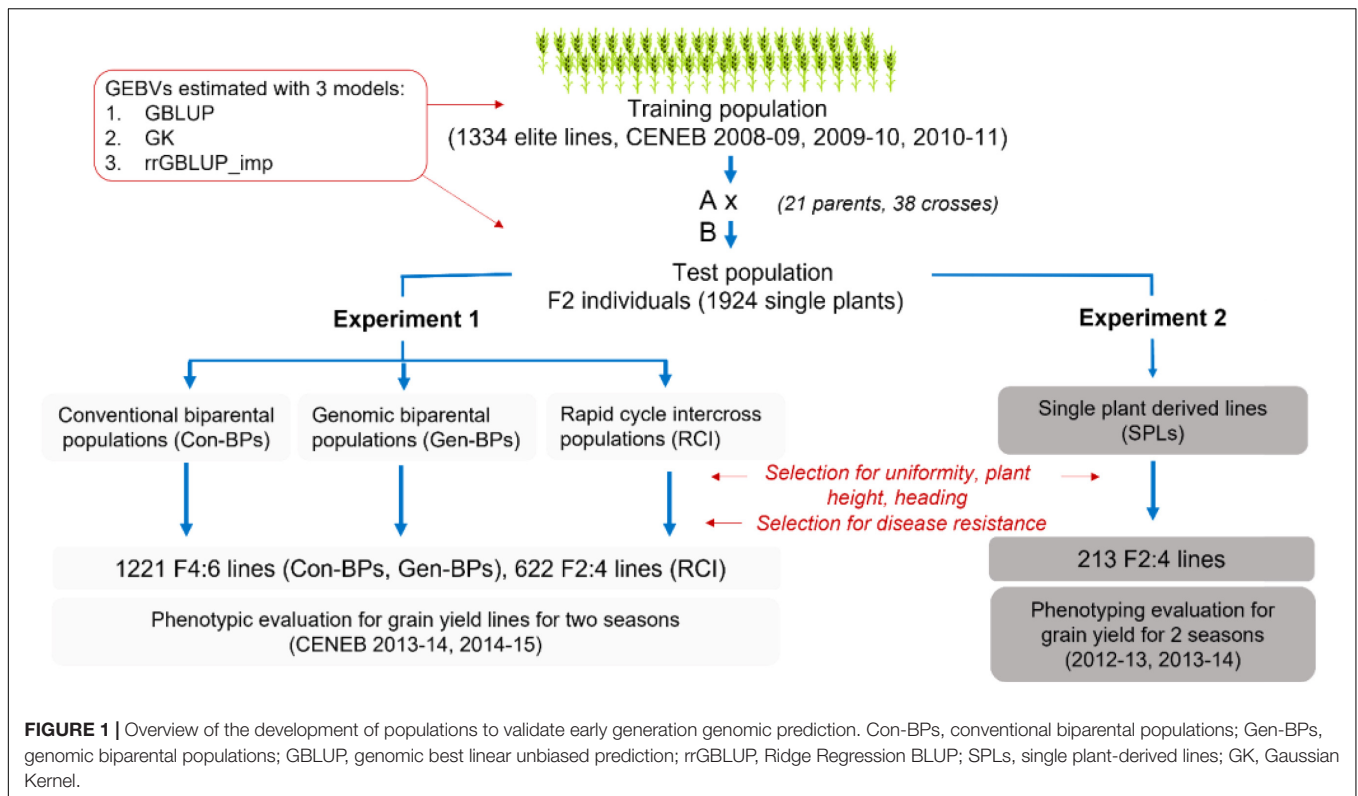 GEBVs estimated with 3 models:
1. GBLUP
2. GK
3. rrGBLUP_imp
Training population
(1334 elite lines, CENEB 2008-09, 2009-10, 2010-11)
A x
B
(21 parents, 38 crosses)
Test population
F2 individuals (1924 single plants)
Experiment 1
Experiment 2
Conventional biparental
populations (Con-BPs)
Genomic biparental
populations (Gen-BPs)
Rapid cycle intercross
populations (RCI)
Single plant derived lines
(SPLs)
Selection for uniformity, plant
height, heading
Selection for disease resistance
1221 F4:6 lines (Con-BPs, Gen-BPs), 622 F2:4 lines (RCI)
213 F2:4 lines
Phenotypic evaluation for grain yield lines for two seasons
(CENEB 2013-14, 2014-15)
Phenotyping evaluation for
grain yield for 2 seasons
(2012-13, 2013-14)
FIGURE 1 | Overview of the development of populations to validate early generation genomic prediction. Con-BPs, conventional biparental populations; Gen-BPs,
genomic biparental populations; GBLUP, genomic best linear unbiased prediction; rrGBLUP, Ridge Regression BLUP; SPLs, single plant-derived lines; GK, Gaussian
Kernel.